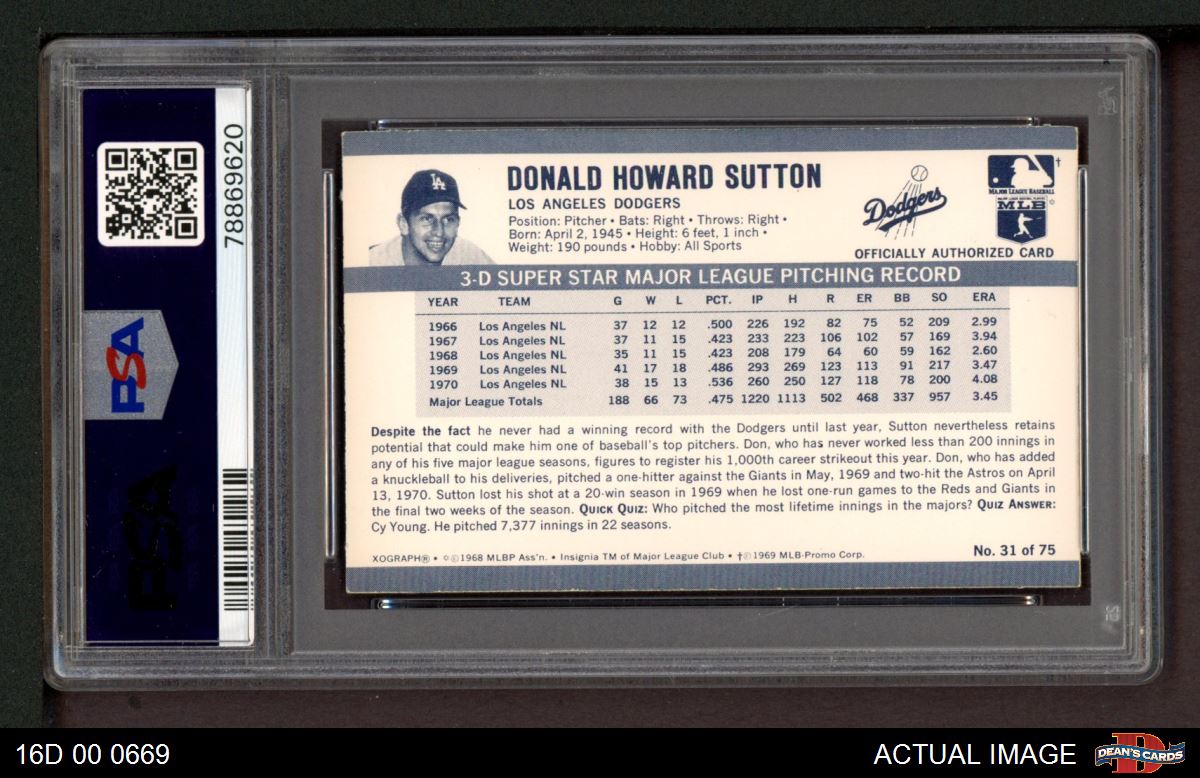 DONALD HOWARD SUTTON
LOS ANGELES DODGERS
Position: Pitcher • Bats: Right • Throws: Right •
Born: April 2, 1945 • Height: 6 feet, 1 inch •
Weight: 190 pounds • Hobby: All Sports
LA
Dodgers
MAJOR LEAGUE BASEBALL †
MLB ©
OFFICIALLY AUTHORIZED CARD
3-D SUPER STAR MAJOR LEAGUE PITCHING RECORD
YEAR TEAM G W L PCT. IP H R ER BB SO ERA
1966 Los Angeles NL 37 12 12 .500 226 192 82 75 52 209 2.99
1967 Los Angeles NL 37 11 15 .423 233 223 106 102 57 169 3.94
1968 Los Angeles NL 35 11 15 .423 208 179 64 60 59 162 2.60
1969 Los Angeles NL 41 17 18 .486 293 269 123 113 91 217 3.47
1970 Los Angeles NL 38 15 13 .536 260 250 127 118 78 200 4.08
Major League Totals 188 66 73 .475 1220 1113 502 468 337 957 3.45
Despite the fact he never had a winning record with the Dodgers until last year, Sutton nevertheless retains
potential that could make him one of baseball's top pitchers. Don, who has never worked less than 200 innings in
any of his five major league seasons, figures to register his 1,000th career strikeout this year. Don, who has added
a knuckleball to his deliveries, pitched a one-hitter against the Giants in May, 1969 and two-hit the Astros on April
13, 1970. Sutton lost his shot at a 20-win season in 1969 when he lost one-run games to the Reds and Giants in
the final two weeks of the season. QUICK QUIZ: Who pitched the most lifetime innings in the majors? QUIZ ANSWER:
Cy Young. He pitched 7,377 innings in 22 seasons.
XOGRAPH® • ©1968 MLBP Ass'n. • Insignia TM of Major League Club • †©1969 MLB-Promo Corp.
No. 31 of 75
78869620
PSA
PSA
16D 00 0669
ACTUAL IMAGE
DEAN'S CARDS